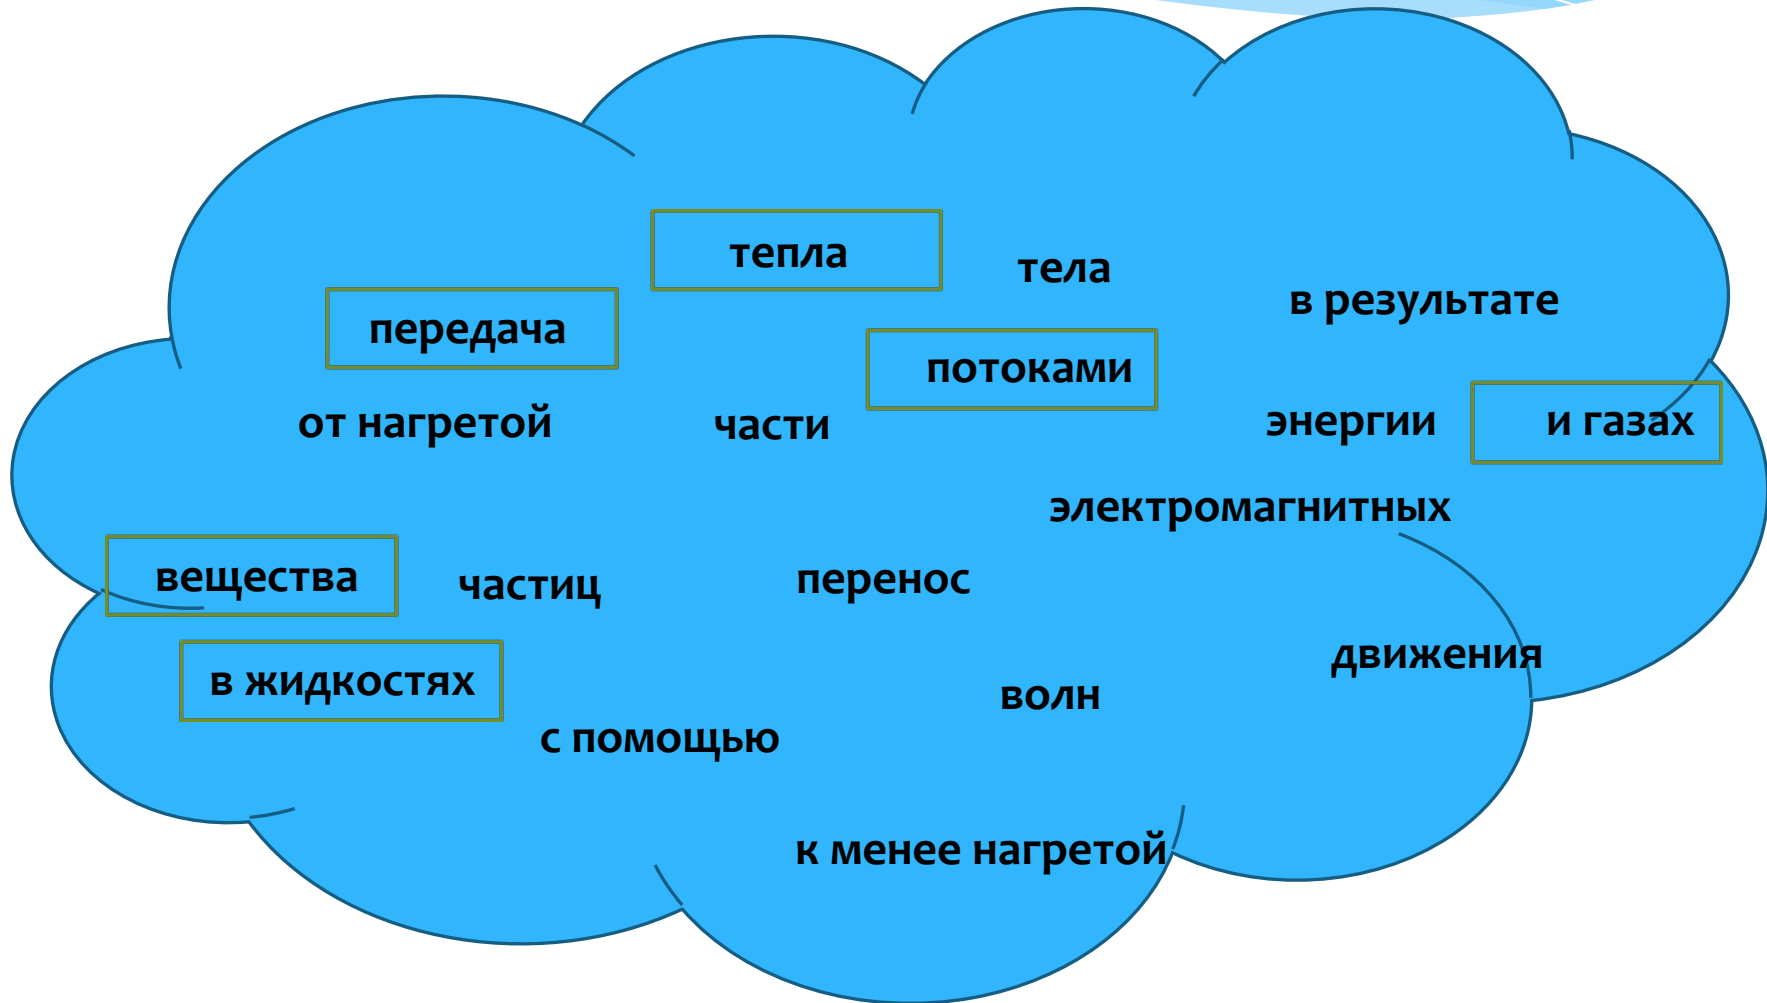 тепла
тела
в результате
передача
потоками
от нагретой
части
энергии
и газах
электромагнитных
вещества
частиц
перенос
движения
в жидкостях
волн
с помощью
к менее нагретой